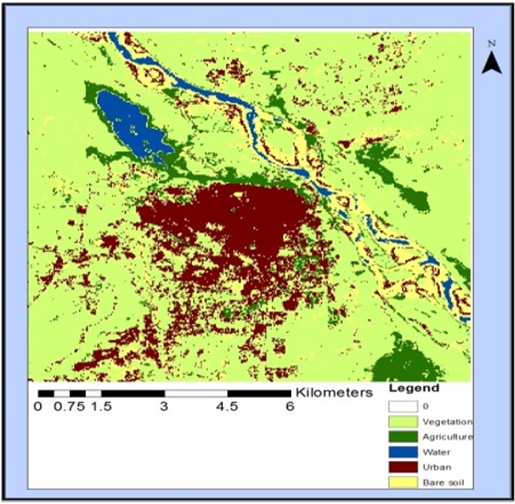 N
Kilometers
0 0.75 1.5 3 4.5 6
Legend
0
Vegetation
Agriculture
Water
Urban
Bare soil